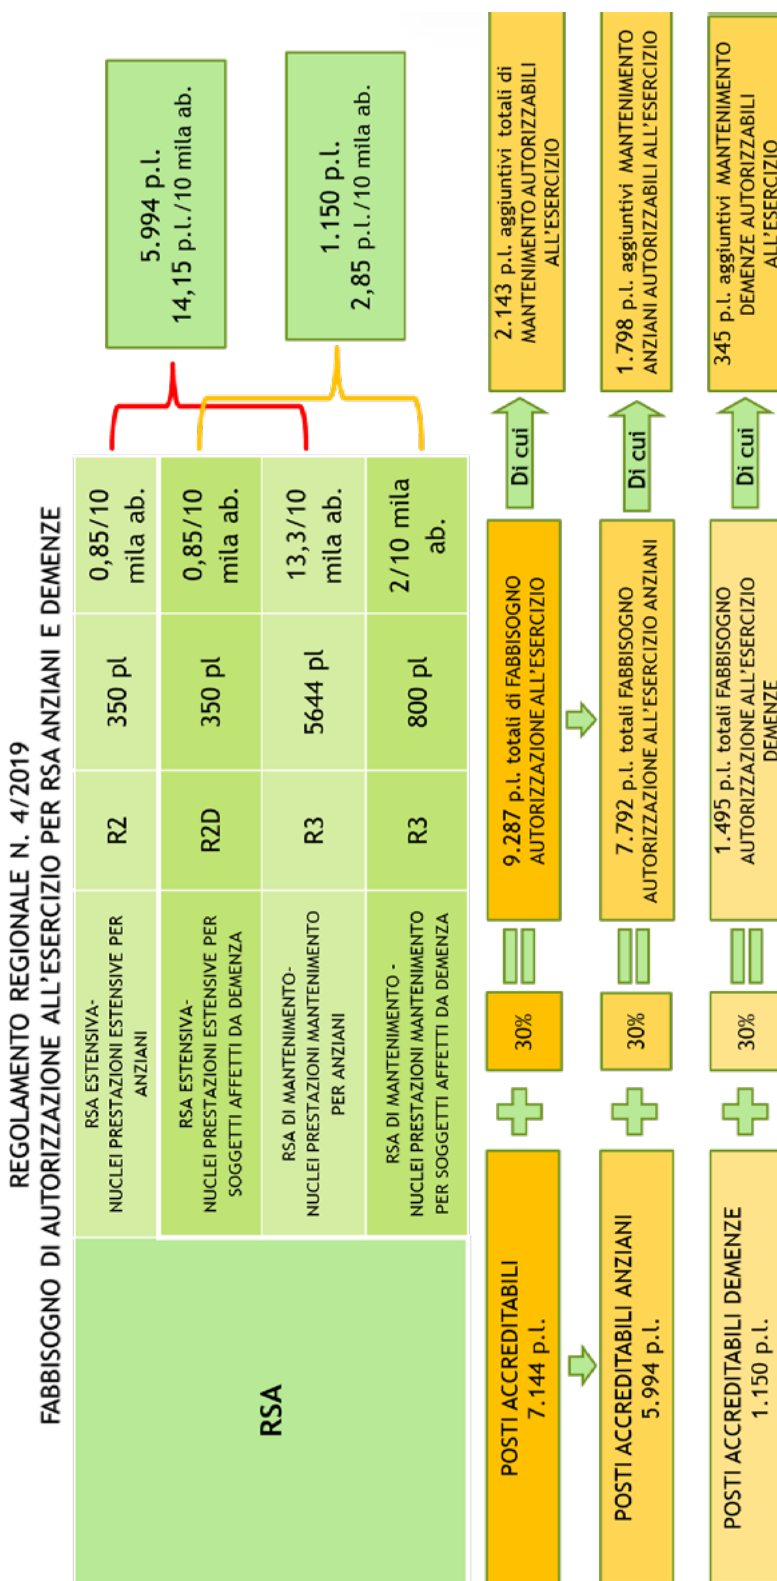 REGOLAMENTO REGIONALE N. 4/2019
FABBISOGNO DI AUTORIZZAZIONE ALL'ESERCIZIO PER RSA ANZIANI E DEMENZE
RSA
RSA ESTENSIVA-
NUCLEI PRESTAZIONI ESTENSIVE PER
ANZIANI
R2
350 pl
0,85/10
mila ab.
RSA ESTENSIVA-
NUCLEI PRESTAZIONI ESTENSIVE PER
SOGGETTI AFFETTI DA DEMENZA
R2D
350 pl
0,85/10
mila ab.
RSA DI MANTENIMENTO-
NUCLEI PRESTAZIONI MANTENIMENTO
PER ANZIANI
R3
5644 pl
13,3/10
mila ab.
RSA DI MANTENIMENTO -
NUCLEI PRESTAZIONI MANTENIMENTO
PER SOGGETTI AFFETTI DA DEMENZA
R3
800 pl
2/10 mila
ab.
5.994 p.l.
14,15 p.l./10 mila ab.
1.150 p.l.
2,85 p.l./10 mila ab.
POSTI ACCREDITABILI
7.144 p.l.
30%
9.287 p.l. totali di FABBISOGNO
AUTORIZZAZIONE ALL'ESERCIZIO
Di cui
2.143 p.l. aggiuntivi totali di
MANTENIMENTO AUTORIZZABILI
ALL'ESERCIZIO
POSTI ACCREDITABILI ANZIANI
5.994 p.l.
30%
7.792 p.l. totali FABBISOGNO
AUTORIZZAZIONE ALL'ESERCIZIO ANZIANI
Di cui
1.798 p.l. aggiuntivi MANTENIMENTO
ANZIANI AUTORIZZABILI ALL'ESERCIZIO
POSTI ACCREDITABILI DEMENZE
1.150 p.l.
30%
1.495 p.l. totali FABBISOGNO
AUTORIZZAZIONE ALL'ESERCIZIO
DEMENZE
Di cui
345 p.l. aggiuntivi MANTENIMENTO
DEMENZE AUTORIZZABILI
ALL'ESERCIZIO